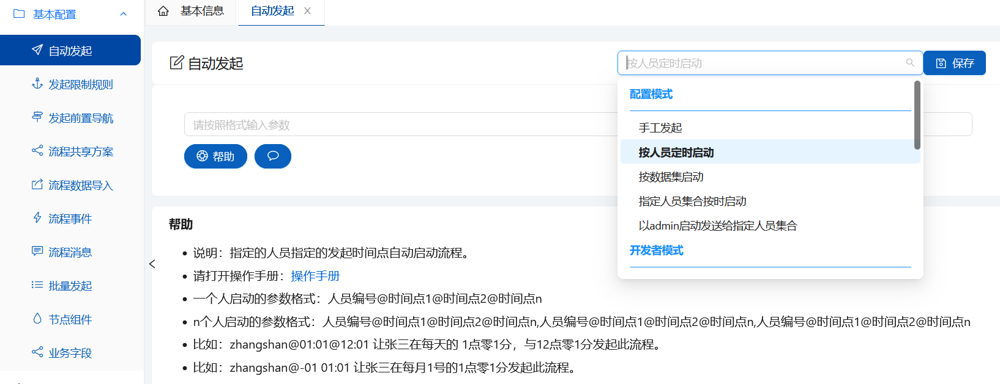 基本配置
自动发起
发起限制规则
发起前置导航
流程共享方案
流程数据导入
流程事件
流程消息
批量发起
节点组件
业务字段
基本信息
自动发起
自动发起
按人员定时启动
保存
配置模式
手工发起
按人员定时启动
按数据集启动
指定人员集合按时启动
以admin启动发送给指定人员集合
开发者模式
请按照格式输入参数
帮助
帮助
说明：指定的人员指定的发起时间点自动启动流程。
请打开操作手册：操作手册
一个人启动的参数格式：人员编号@时间点1@时间点2@时间点n
n个人启动的参数格式：人员编号@时间点1@时间点2@时间点n,人员编号@时间点1@时间点2@时间点n,人员编号@时间点1@时间点2@时间点n
比如：zhangshan@01:01@12:01 让张三在每天的 1点零1分，与12点零1分发起此流程。
比如：zhangshan@-01 01:01 让张三在每月1号的1点零1分发起此流程。